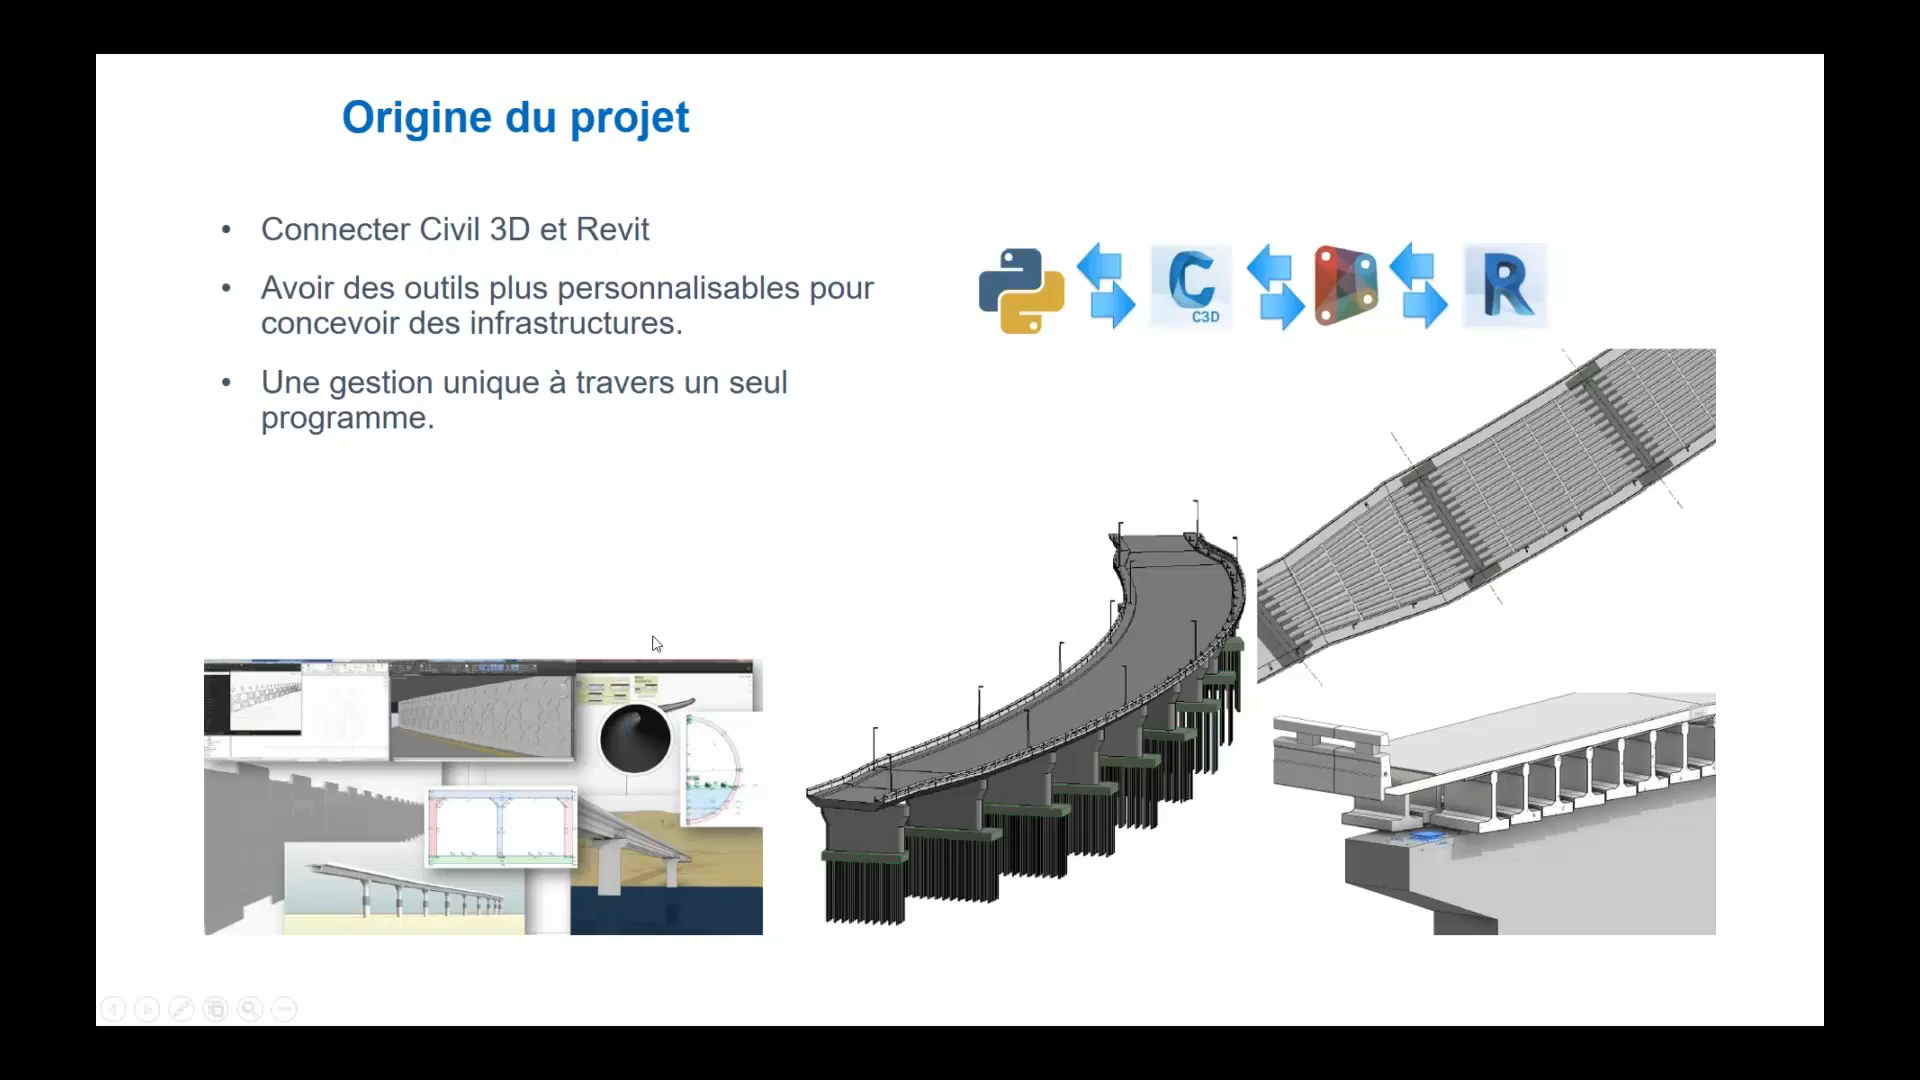 Origine du projet
• Connecter Civil 3D et Revit
• Avoir des outils plus personnalisables pour
concevoir des infrastructures.
• Une gestion unique à travers un seul
programme.
C3D